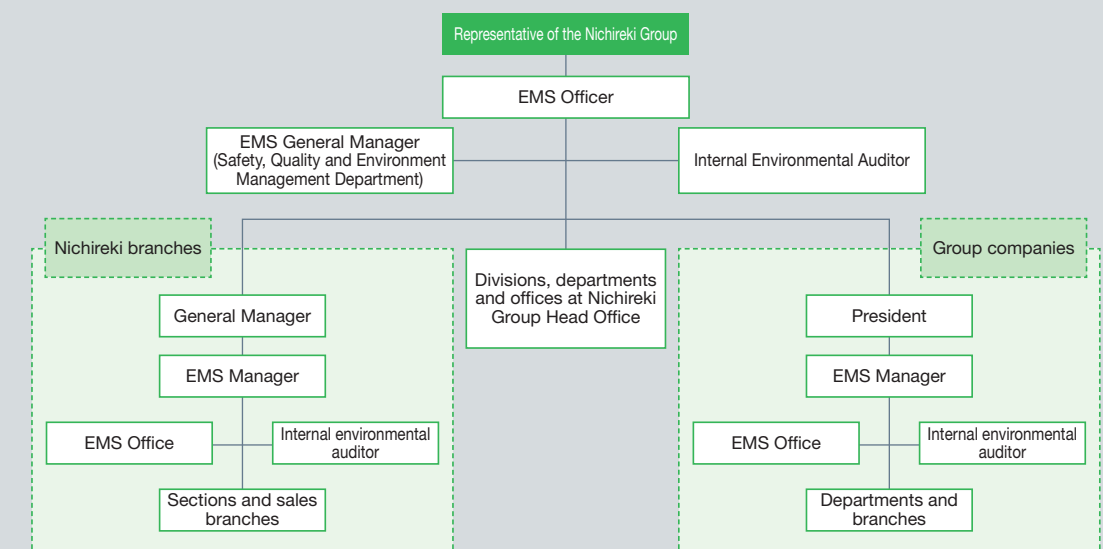 Representative of the Nichireki Group
EMS Officer
EMS General Manager
(Safety, Quality and Environment
Management Department)
Internal Environmental Auditor
Nichireki branches
General Manager
EMS Manager
EMS Office
Internal environmental
auditor
Sections and sales
branches
Divisions, departments
and offices at Nichireki
Group Head Office
Group companies
President
EMS Manager
EMS Office
Internal environmental
auditor
Departments and
branches